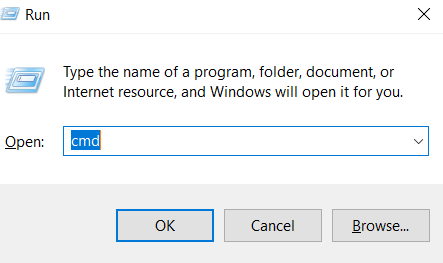 Run
Type the name of a program, folder, document, or
Internet resource, and Windows will open it for you.
Open: cmd
OK Cancel Browse...